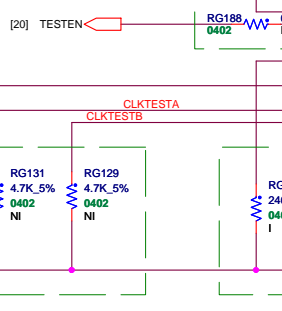 [20] TESTEN
RG188
0402
CLKTESTA
CLKTESTB
RG131
4.7K_5%
0402
NI
RG129
4.7K_5%
0402
NI
I